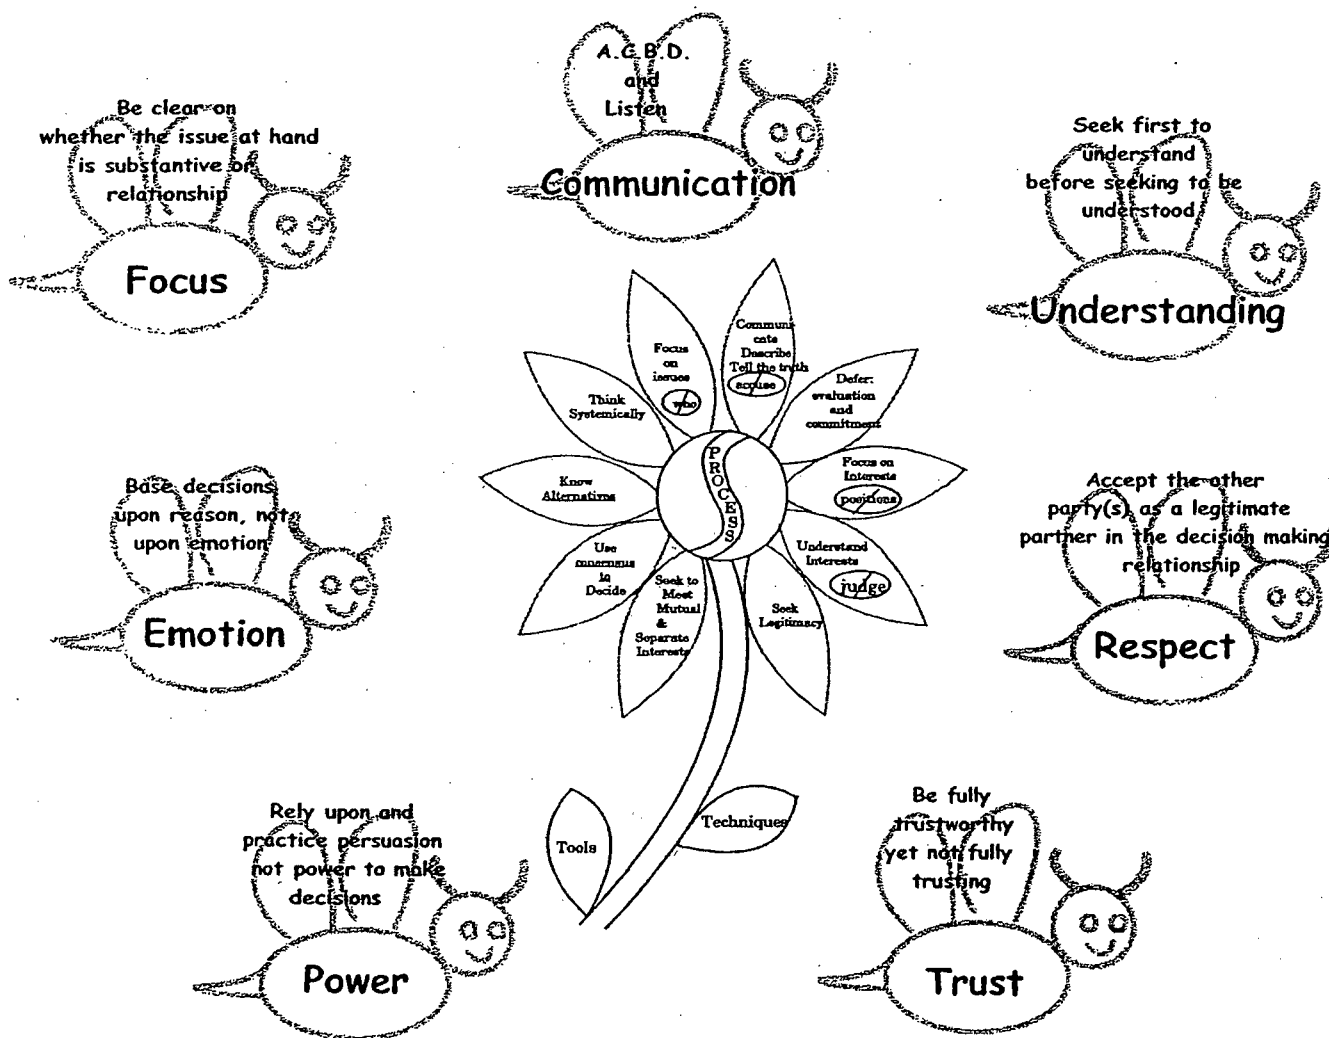 A.C.B.D.
and
Listen
Communication
Be clear on
whether the issue at hand
is substantive or
relationship
Focus
Seek first to
understand
before seeking to be
understood
Understanding
Focus
on
issues
who
Communi-
cate
Describe
Tell the truth
accuse
Think
Systemically
Defer:
evaluation
and
commitment
Know
Alternatives
PROCESS
Focus on
Interests
positions
Use
consensus
to
Decide
Seek to
Meet
Mutual
&
Separate
Interests
Understand
Interests
judge
Seek
Legitimacy
Base decisions
upon reason, not
upon emotion
Emotion
Accept the other
party(s) as a legitimate
partner in the decision making
relationship
Respect
Rely upon and
practice persuasion
not power to make
decisions
Power
Tools
Techniques
Be fully
trustworthy
yet not fully
trusting
Trust